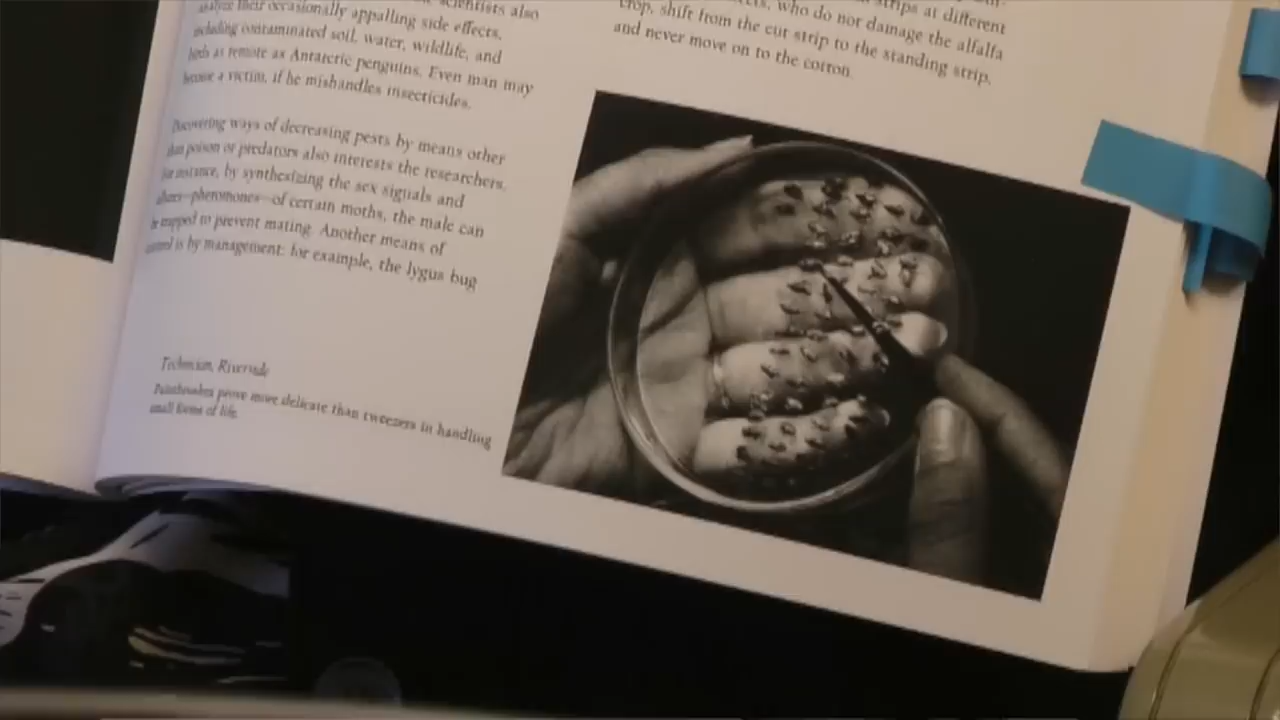 scientists also
analyze their occasionally appalling side effects,
including contaminated soil, water, wildlife, and
birds as remote as Antarctic penguins. Even man may
become a victim, if he mishandles insecticides.
Discovering ways of decreasing pests by means other
than poison or predators also interests the researchers,
for instance, by synthesizing the sex signals and
allures—pheromones—of certain moths, the male can
be trapped to prevent mating. Another means of
control is by management: for example, the lygus bug
Technician, Riverside
Paintbrushes prove more delicate than tweezers in handling
small forms of life.
strips at different
who do not damage the alfalfa
crop, shift from the cut strip to the standing strip,
and never move on to the cotton.